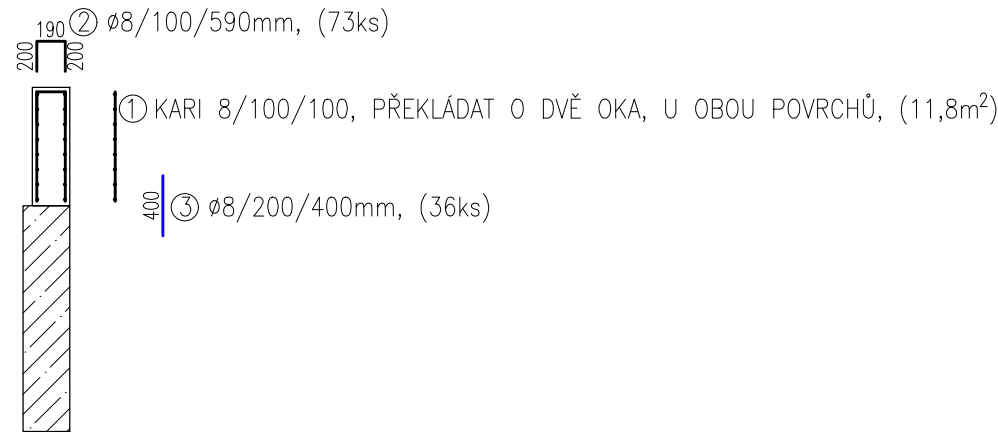 190 ② ø8/100/590mm, (73ks)
200 200
① KARI 8/100/100, PŘEKLÁDAT O DVĚ OKA, U OBOU POVRCHŮ, (11,8m²)
400 ③ ø8/200/400mm, (36ks)